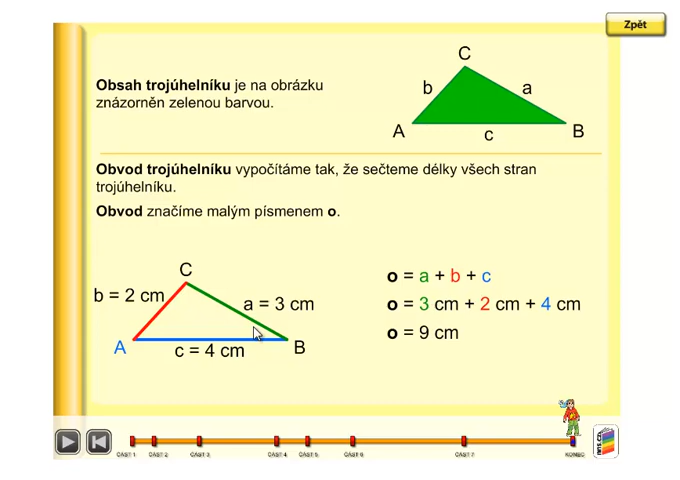 Zpět
Obsah trojúhelníku je na obrázku
znázorněn zelenou barvou.
C
b
a
A
c
B
Obvod trojúhelníku vypočítáme tak, že sečteme délky všech stran
trojúhelníku.
Obvod značíme malým písmenem o.
C
b = 2 cm
a = 3 cm
A
c = 4 cm
B
o = a + b + c
o = 3 cm + 2 cm + 4 cm
o = 9 cm
ČÁST 1 ČÁST 2 ČÁST 3 ČÁST 4 ČÁST 5 ČÁST 6 ČÁST 7 KONEC
NNS.CZ